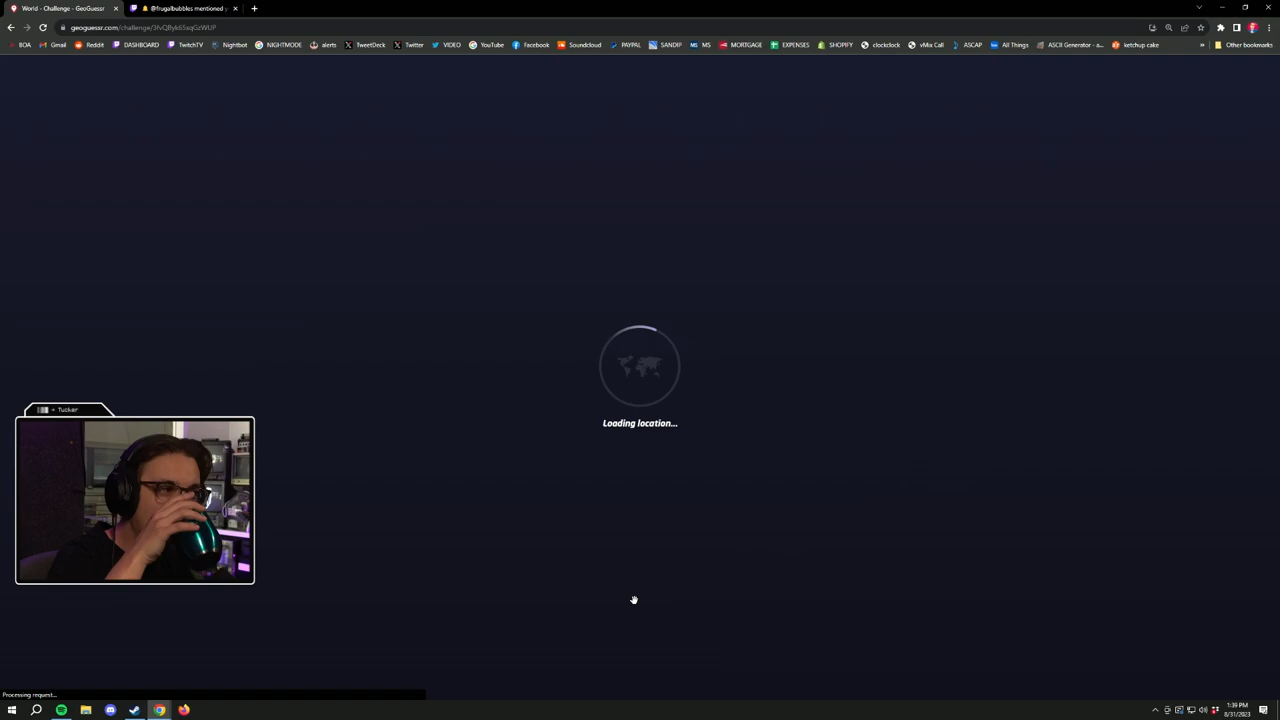 World - Challenge - GeoGuessr
@frugalbubbles mentioned y
geoguessr.com/challenge/3fvQByk65xqGzWUP
BOA
Gmail
Reddit
DASHBOARD
TwitchTV
Nightbot
NIGHTMODE
alerts
TweetDeck
Twitter
VIDEO
YouTube
Facebook
Soundcloud
PAYPAL
SANDIP
MS
MORTGAGE
EXPENSES
SHOPIFY
clockclock
vMix Call
ASCAP
All Things
ASCII Generator - a...
ketchup cake
Other bookmarks
Loading location...
Tucker
Processing request...
1:39 PM
8/31/2023